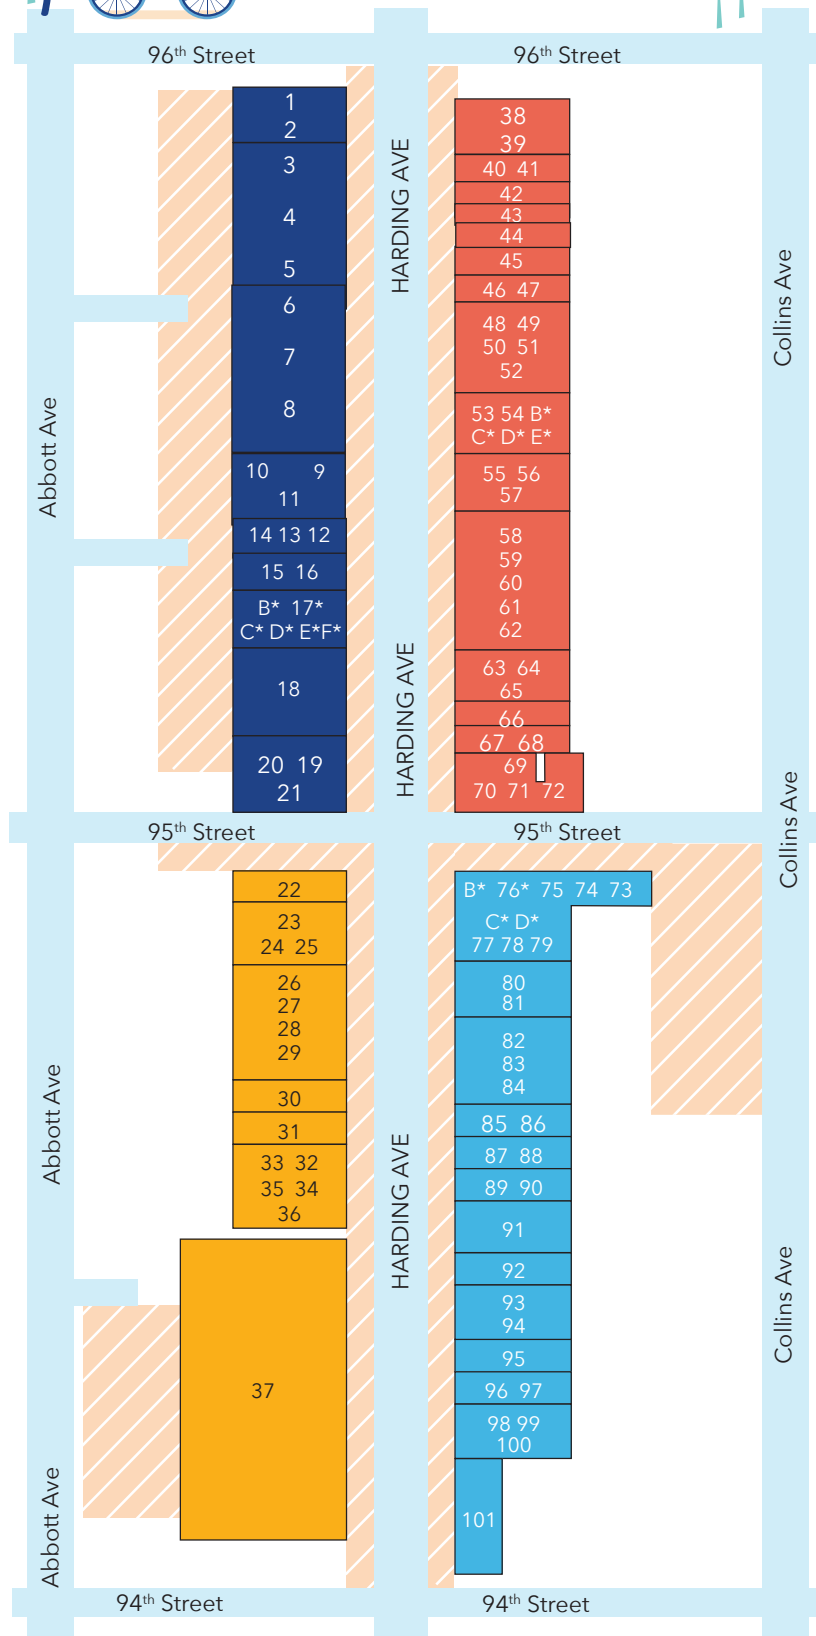 96th Street
96th Street
1
2
3
4
5
6
7
8
10 9
11
14 13 12
15 16
B* 17*
C* D* E*F*
18
20 19
21
HARDING AVE
HARDING AVE
38
39
40 41
42
43
44
45
46 47
48 49
50 51
52
53 54 B*
C* D* E*
55 56
57
58
59
60
61
62
63 64
65
66
67 68
69
70 71 72
Abbott Ave
Collins Ave
95th Street
95th Street
Collins Ave
22
23
24 25
26
27
28
29
30
31
33 32
35 34
36
37
Abbott Ave
Abbott Ave
HARDING AVE
B* 76* 75 74 73
C* D*
77 78 79
80
81
82
83
84
85 86
87 88
89 90
91
92
93
94
95
96 97
98 99
100
101
Collins Ave
94th Street
94th Street